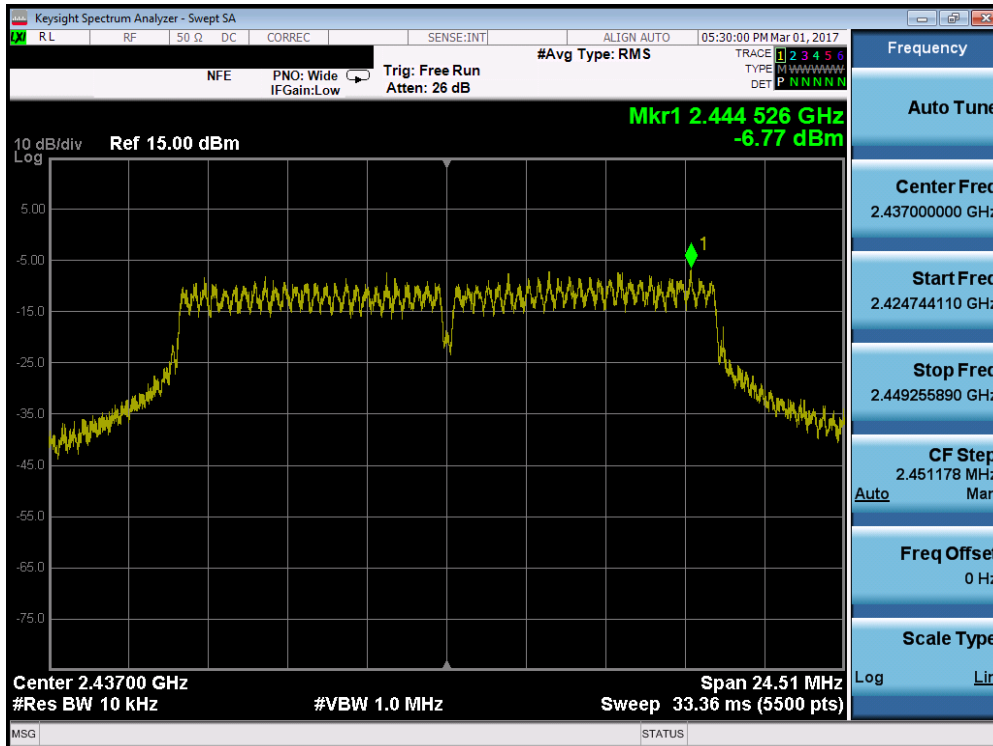 Keysight Spectrum Analyzer - Swept SA
LXI RL RF 50 Ω DC CORREC SENSE:INT ALIGN AUTO 05:30:00 PM Mar 01, 2017
NFE
PNO: Wide
IFGain:Low
Trig: Free Run
Atten: 26 dB
#Avg Type: RMS
TRACE 1 2 3 4 5 6
TYPE M W W W W W
DET P N N N N N
Mkr1 2.444 526 GHz
-6.77 dBm
10 dB/div
Log
Ref 15.00 dBm
1
5.00
-5.00
-15.0
-25.0
-35.0
-45.0
-55.0
-65.0
-75.0
Center 2.43700 GHz
Span 24.51 MHz
#Res BW 10 kHz
#VBW 1.0 MHz
Sweep 33.36 ms (5500 pts)
MSG
STATUS
Frequency
Auto Tune
Center Freq
2.437000000 GHz
Start Freq
2.424744110 GHz
Stop Freq
2.449255890 GHz
CF Step
2.451178 MHz
Auto Man
Freq Offset
0 Hz
Scale Type
Log Lin